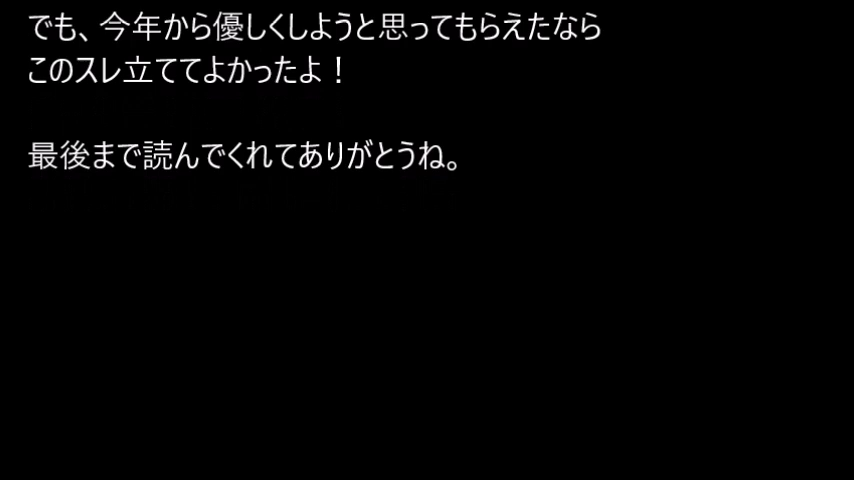 でも、今年から優しくしようと思ってもらえたなら
このスレ立ててよかったよ！
最後まで読んでくれてありがとうね。